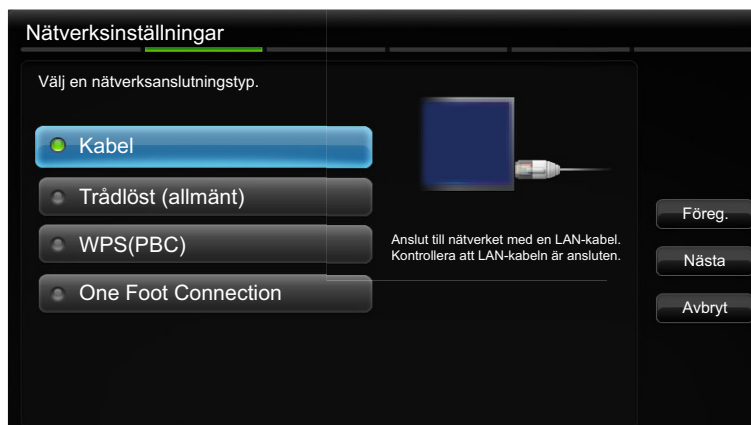 Nätverksinställningar
Välj en nätverksanslutningstyp.
Kabel
Trådlöst (allmänt)
WPS(PBC)
One Foot Connection
Anslut till nätverket med en LAN-kabel.
Kontrollera att LAN-kabeln är ansluten.
Föreg.
Nästa
Avbryt